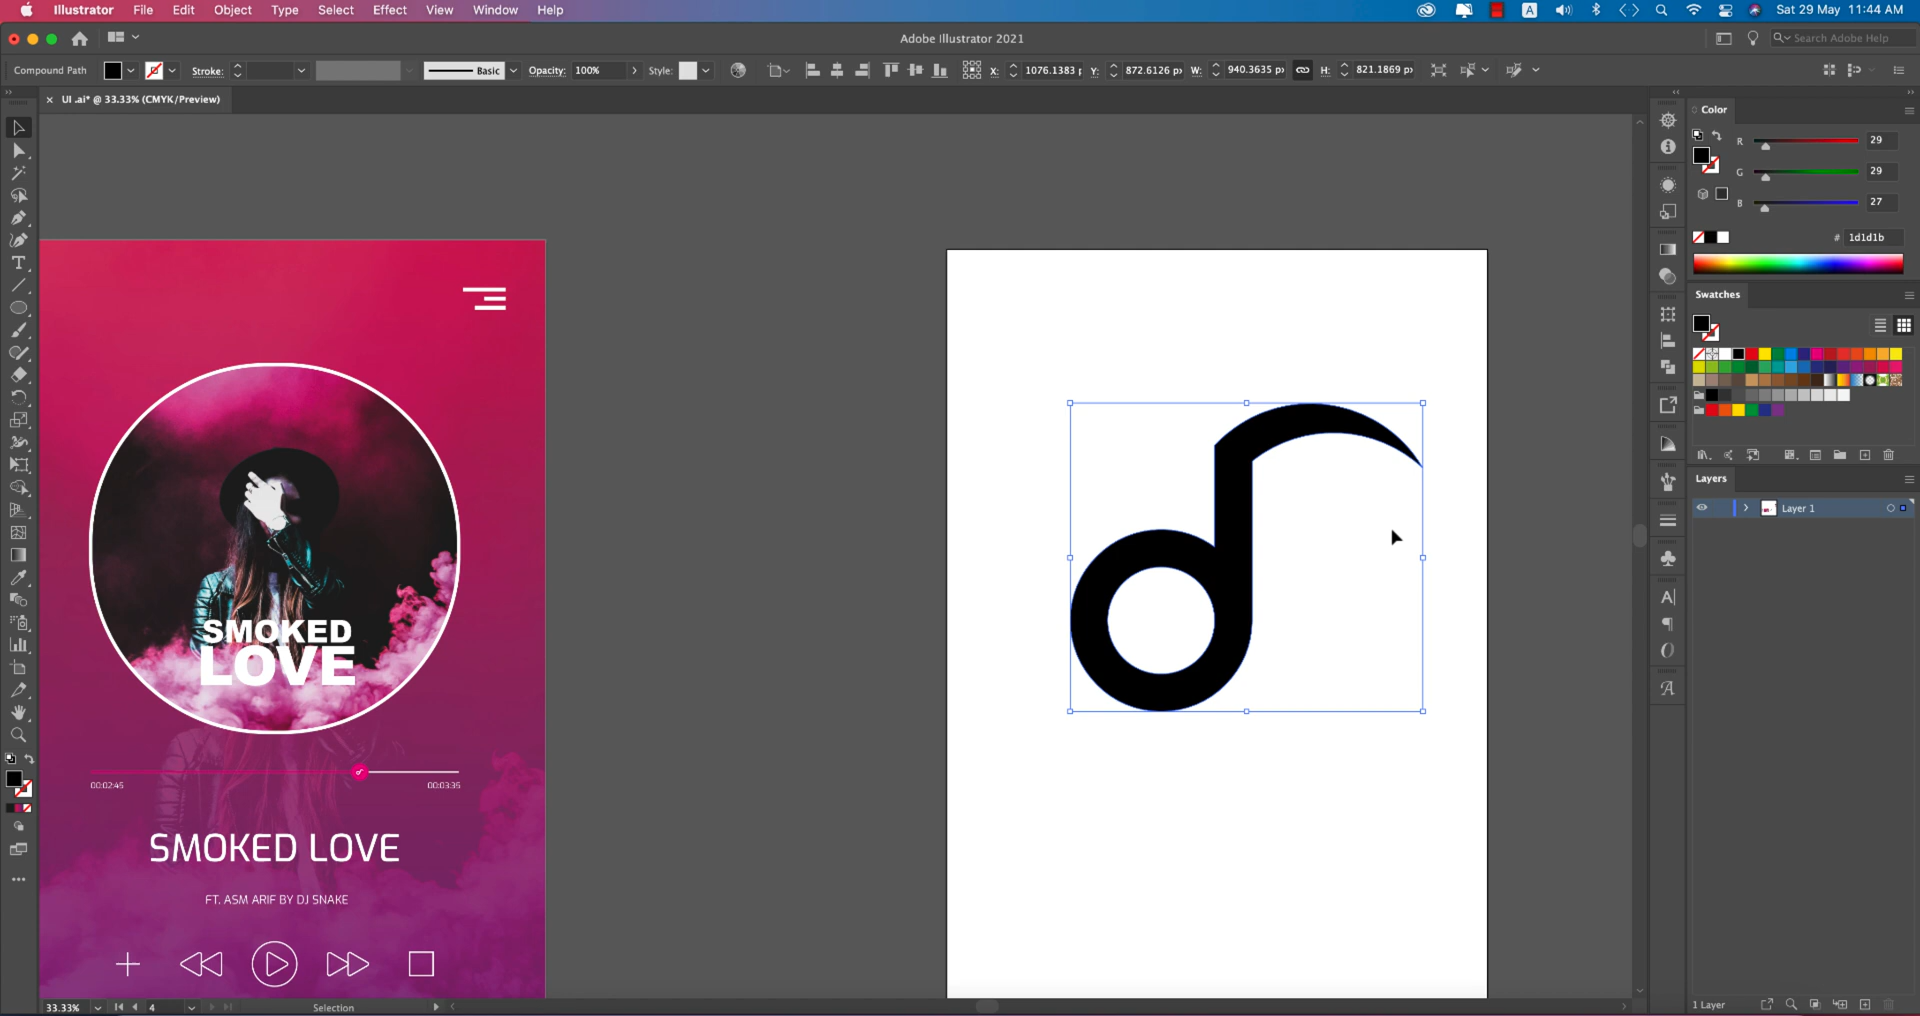 Illustrator File Edit Object Type Select Effect View Window Help A Sat 29 May 11:44 AM
Adobe Illustrator 2021 Search Adobe Help
Compound Path Stroke: Basic Opacity: 100% Style: X: 1076.1383 Y: 872.6126 W: 940.3635 H: 821.1869
UI .ai* @ 33.33% (CMYK/Preview)
Color
R 29
G 29
B 27
# 1d1d1b
Swatches
Layers
Layer 1
SMOKED
LOVE
00:02:45 00:03:35
SMOKED LOVE
FT. ASM ARIF BY DJ SNAKE
33.33% 4 Selection
1 Layer